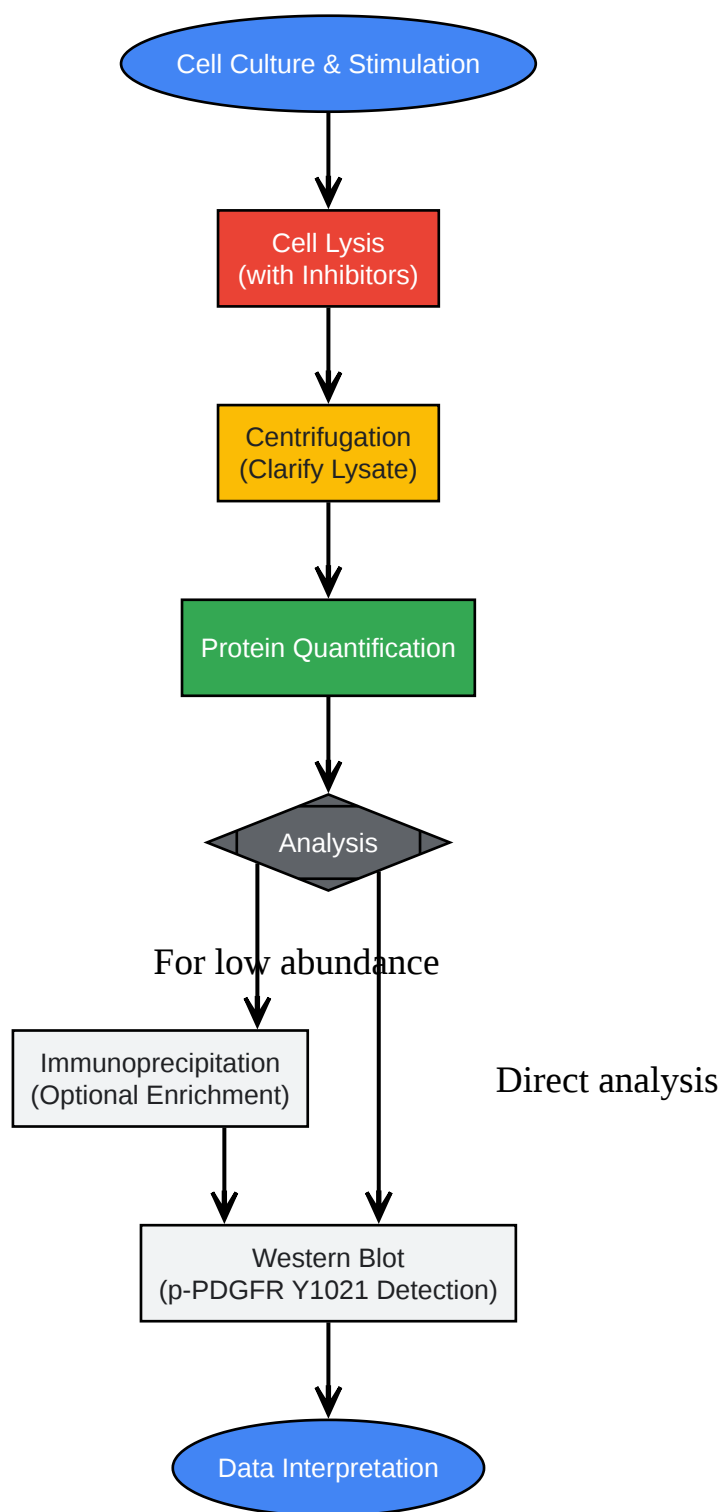 Cell Culture & Stimulation
Cell Lysis
(with Inhibitors)
Centrifugation
(Clarify Lysate)
Protein Quantification
Analysis
For low abundance
Immunoprecipitation
(Optional Enrichment)
Direct analysis
Western Blot
(p-PDGFR Y1021 Detection)
Data Interpretation